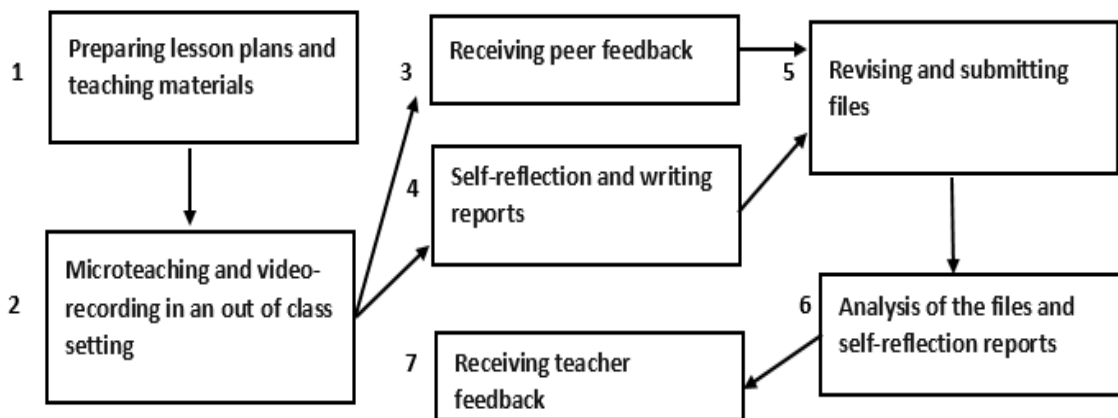 1
Preparing lesson plans and
teaching materials
2
Microteaching and video-
recording in an out of class
setting
3
Receiving peer feedback
4
Self-reflection and writing
reports
5
Revising and submitting
files
6
Analysis of the files and
self-reflection reports
7
Receiving teacher
feedback